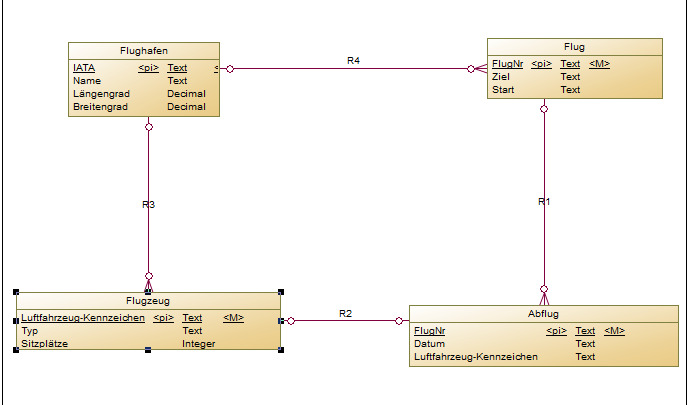 Flughafen
IATA <pi> Text <
Name Text
Längengrad Decimal
Breitengrad Decimal
R4
Flug
FlugNr <pi> Text <M>
Ziel Text
Start Text
R3
R1
Flugzeug
Luftfahrzeug-Kennzeichen <pi> Text <M>
Typ Text
Sitzplätze Integer
R2
Abflug
FlugNr <pi> Text <M>
Datum Text
Luftfahrzeug-Kennzeichen Text